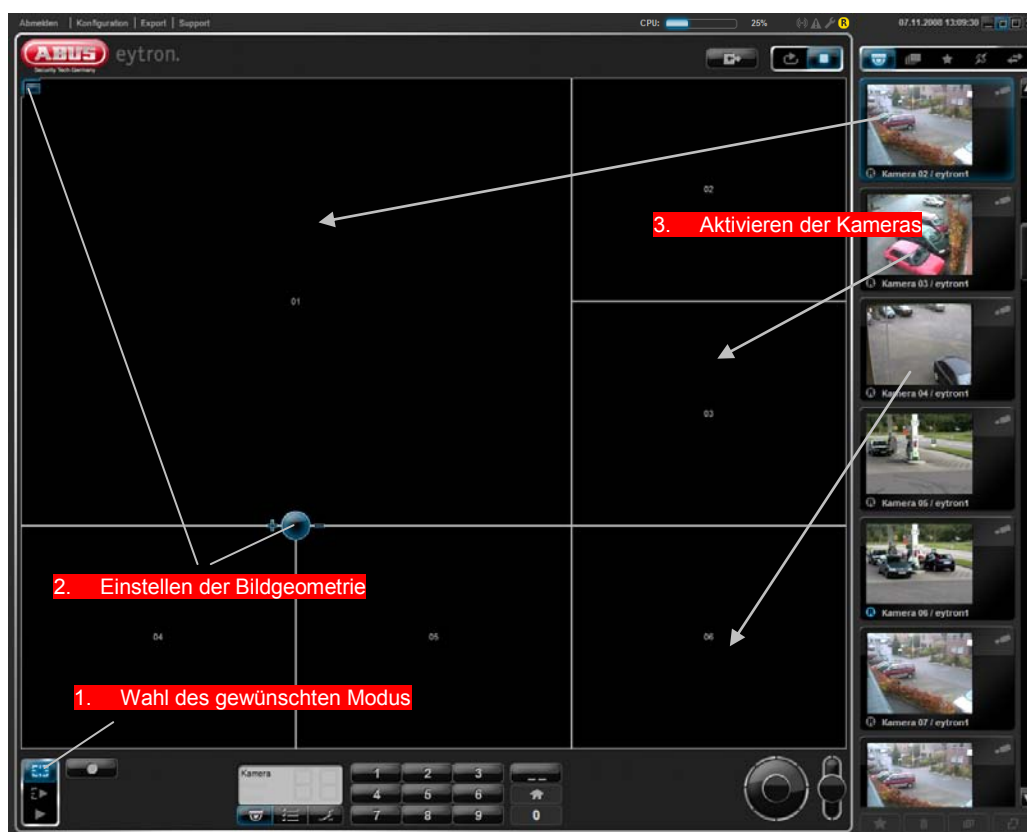 Abmelden | Konfiguration | Export | Support
CPU: 25% R 07.11.2008 13:09:30
ABUS eytron.
Security Tech Germany
01
02
03
04
05
06
3. Aktivieren der Kameras
2. Einstellen der Bildgeometrie
1. Wahl des gewünschten Modus
Kamera 02 / eytron1
Kamera 03 / eytron1
Kamera 04 / eytron1
Kamera 05 / eytron1
Kamera 06 / eytron1
Kamera 07 / eytron1
Kamera
1 2 3 _ _
4 5 6
7 8 9 0